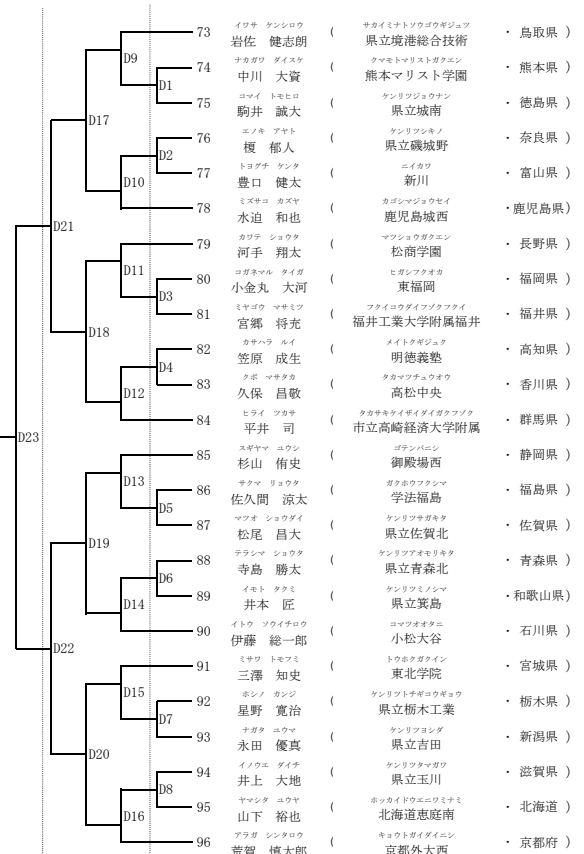 イワサ ケンシロウ サカイミナトソウゴウギジュツ
73 岩佐 健志朗 ( 県立境港総合技術 ・ 鳥取県 )
D9
ナカガワ ダイスケ クマモトマリストガクエン
74 中川 大資 ( 熊本マリスト学園 ・ 熊本県 )
D1
コマイ トモヒロ ケンリツジョウナン
75 駒井 誠大 ( 県立城南 ・ 徳島県 )
D17
エノキ アヤト ケンリツシキノ
76 榎 郁人 ( 県立磯城野 ・ 奈良県 )
D2
トヨグチ ケンタ ニイカワ
77 豊口 健太 ( 新川 ・ 富山県 )
D10
ミズサコ カズヤ カゴシマジョウセイ
78 水迫 和也 ( 鹿児島城西 ・鹿児島県)
D21
カワテ ショウタ マツショウガクエン
79 河手 翔太 ( 松商学園 ・ 長野県 )
D11
コガネマル タイガ ヒガシフクオカ
80 小金丸 大河 ( 東福岡 ・ 福岡県 )
D3
ミヤゴウ マサミツ フクイコウダイフゾクフクイ
81 宮郷 将充 ( 福井工業大学附属福井 ・ 福井県 )
D18
カサハラ ルイ メイトクギジュク
82 笠原 成生 ( 明徳義塾 ・ 高知県 )
D4
クボ マサタカ タカマツチュウオウ
83 久保 昌敬 ( 高松中央 ・ 香川県 )
D12
ヒライ ツカサ タカサキケイザイダイガクフゾク
84 平井 司 ( 市立高崎経済大学附属 ・ 群馬県 )
D23
スギヤマ ユウシ ゴテンバニシ
85 杉山 侑史 ( 御殿場西 ・ 静岡県 )
D13
サクマ リョウタ ガクホウフクシマ
86 佐久間 涼太 ( 学法福島 ・ 福島県 )
D5
マツオ ショウダイ ケンリツサガキタ
87 松尾 昌大 ( 県立佐賀北 ・ 佐賀県 )
D19
テラシマ ショウタ ケンリツアオモリキタ
88 寺島 勝太 ( 県立青森北 ・ 青森県 )
D6
イモト タクミ ケンリツミノシマ
89 井本 匠 ( 県立箕島 ・和歌山県)
D14
イトウ ソウイチロウ コマツオオタニ
90 伊藤 総一郎 ( 小松大谷 ・ 石川県 )
D22
ミサワ トモフミ トウホクガクイン
91 三澤 知史 ( 東北学院 ・ 宮城県 )
D15
ホシノ カンジ ケンリツトチギコウギョウ
92 星野 寛治 ( 県立栃木工業 ・ 栃木県 )
D7
ナガタ ユウマ ケンリツヨシダ
93 永田 優真 ( 県立吉田 ・ 新潟県 )
D20
イノウエ ダイチ ケンリツタマガワ
94 井上 大地 ( 県立玉川 ・ 滋賀県 )
D8
ヤマシタ ユウヤ ホッカイドウエニワミナミ
95 山下 裕也 ( 北海道恵庭南 ・ 北海道 )
D16
アラガ シンタロウ キョウトガイダイニシ
96 荒賀 慎太郎 ( 京都外大西 ・ 京都府 )